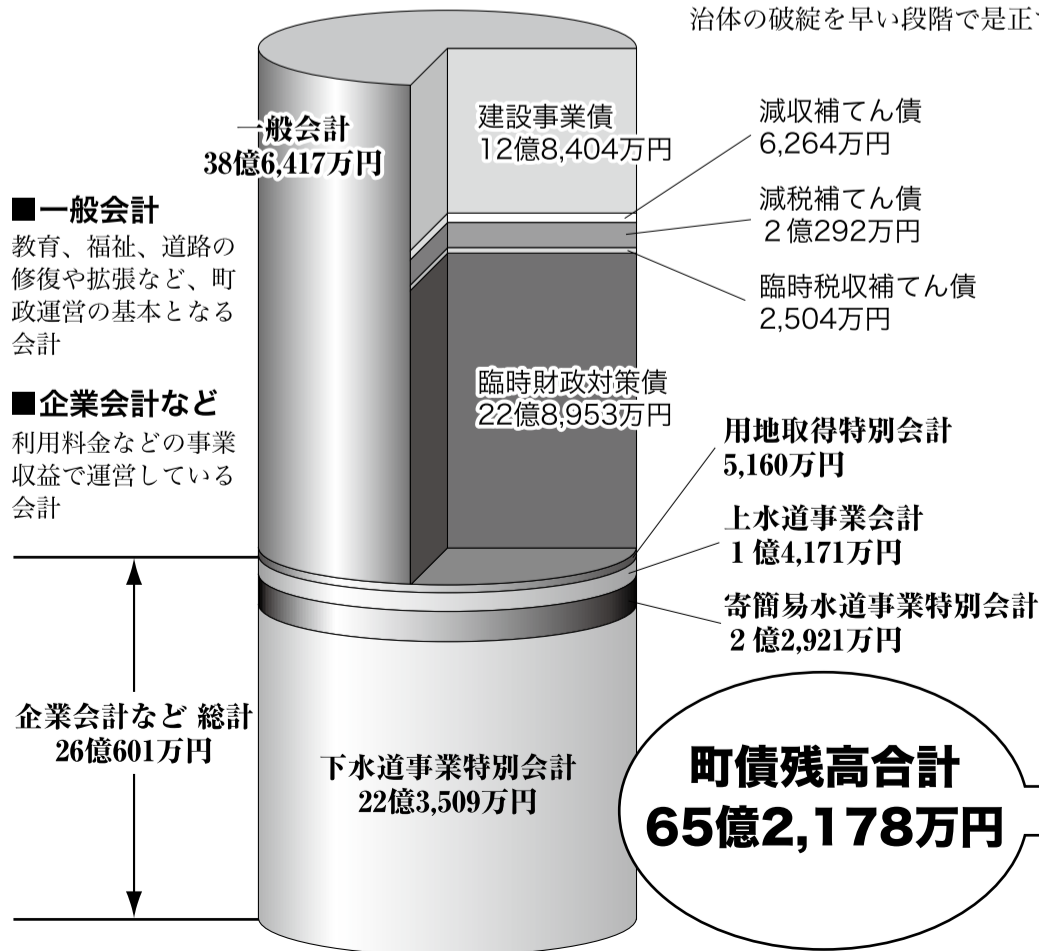 治体の破綻を早い段階で是正
一般会計
38億6,417万円
建設事業債
12億8,404万円
減収補てん債
6,264万円
減税補てん債
2億292万円
臨時税収補てん債
2,504万円
臨時財政対策債
22億8,953万円
■一般会計
教育、福祉、道路の
修復や拡張など、町
政運営の基本となる
会計
■企業会計など
利用料金などの事業
収益で運営している
会計
用地取得特別会計
5,160万円
上水道事業会計
1億4,171万円
寄簡易水道事業特別会計
2億2,921万円
企業会計など 総計
26億601万円
下水道事業特別会計
22億3,509万円
町債残高合計
65億2,178万円